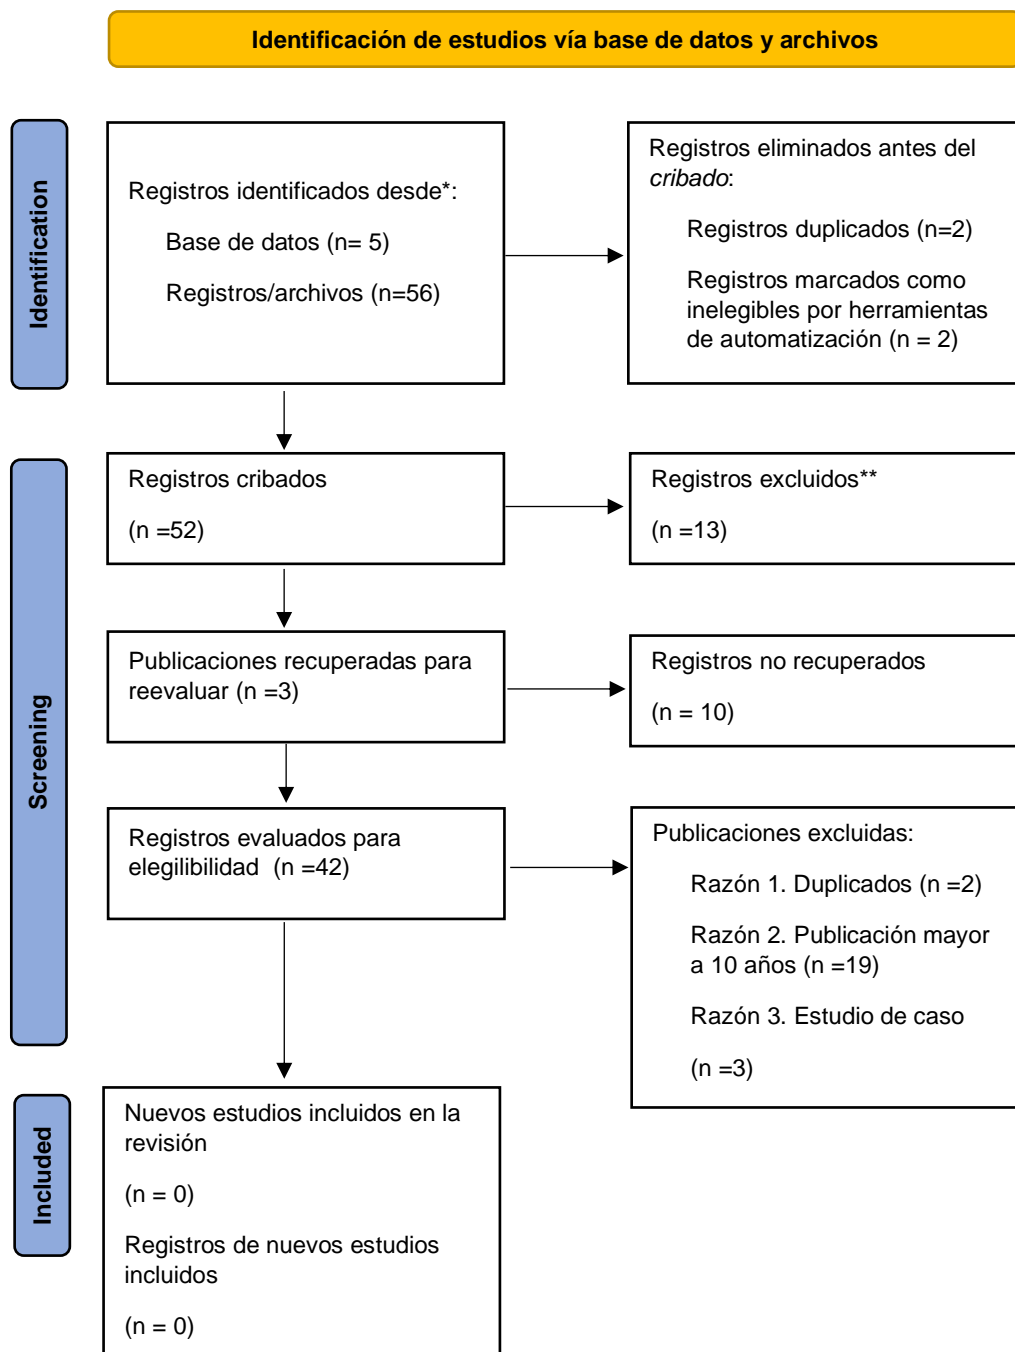 Identificación de estudios vía base de datos y archivos
Identification
Registros identificados desde*:
Base de datos (n= 5)
Registros/archivos (n=56)
Registros eliminados antes del
cribado:
Registros duplicados (n=2)
Registros marcados como
inelegibles por herramientas
de automatización (n = 2)
Screening
Registros cribados
(n =52)
Registros excluidos**
(n =13)
Publicaciones recuperadas para
reevaluar (n =3)
Registros no recuperados
(n = 10)
Registros evaluados para
elegilibilidad  (n =42)
Publicaciones excluidas:
Razón 1. Duplicados (n =2)
Razón 2. Publicación mayor
a 10 años (n =19)
Razón 3. Estudio de caso
(n =3)
Included
Nuevos estudios incluidos en la
revisión
(n = 0)
Registros de nuevos estudios
incluidos
(n = 0)